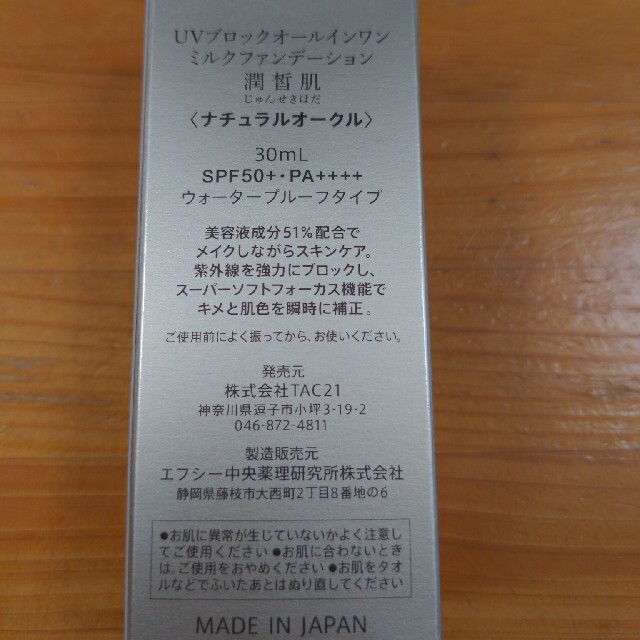 UVブロックオールインワン
ミルクファンデーション
潤皙肌
じゅんせきはだ
〈ナチュラルオークル〉
30mL
SPF50+・PA++++
ウォータープルーフタイプ
美容液成分51%配合で
メイクしながらスキンケア。
紫外線を強力にブロックし、
スーパーソフトフォーカス機能で
キメと肌色を瞬時に補正。
ご使用前によく振ってから、お使いください。
発売元
株式会社TAC21
神奈川県逗子市小坪3-19-2
046-872-4811
製造販売元
エフシー中央薬理研究所株式会社
静岡県藤枝市大西町2丁目8番地の6
●お肌に異常が生じていないかよく注意し
てご使用ください ●お肌に合わないとき
は、ご使用をおやめください ●お肌をタオ
ルなどでふいたあとはぬり直してください
MADE IN JAPAN